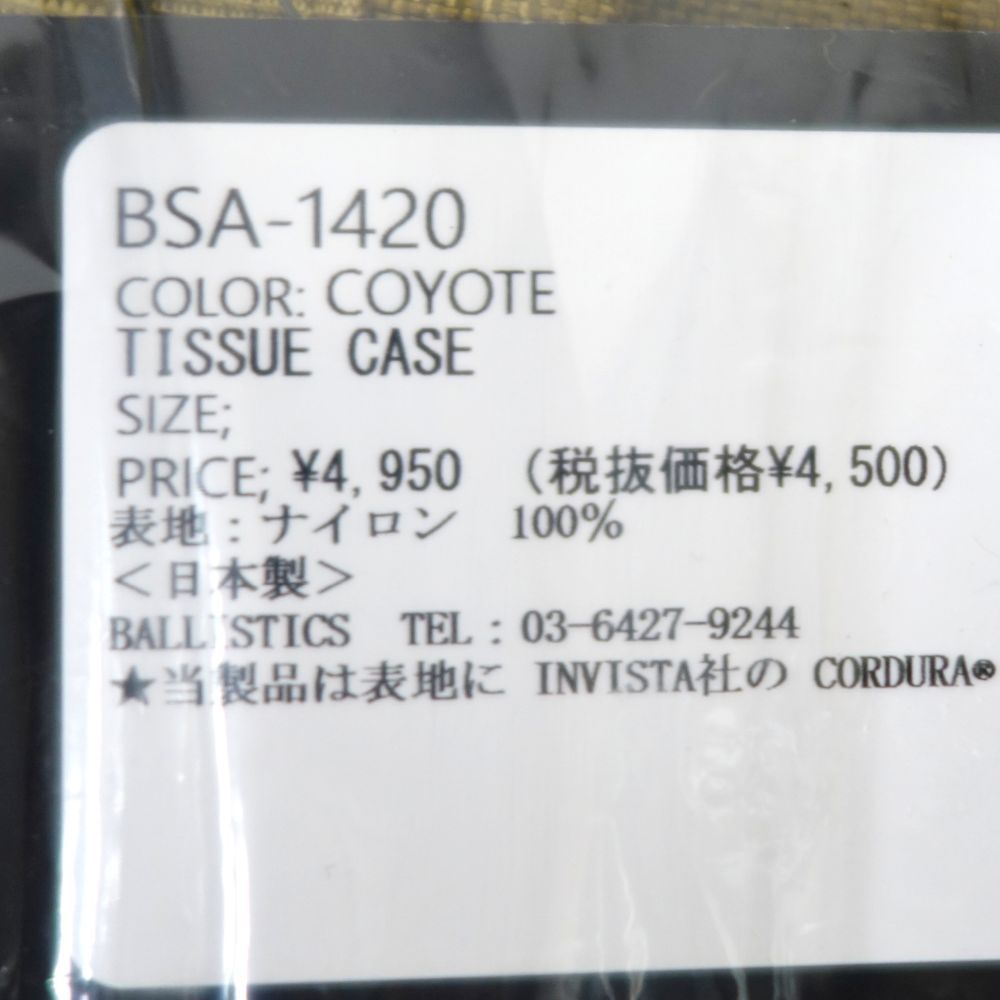 BSA-1420
COLOR: COYOTE
TISSUE CASE
SIZE;
PRICE; ¥4,950 (税抜価格¥4,500)
表地:ナイロン 100%
<日本製>
BALLISTICS TEL:03-6427-9244
★当製品は表地に INVISTA社の CORDURA®